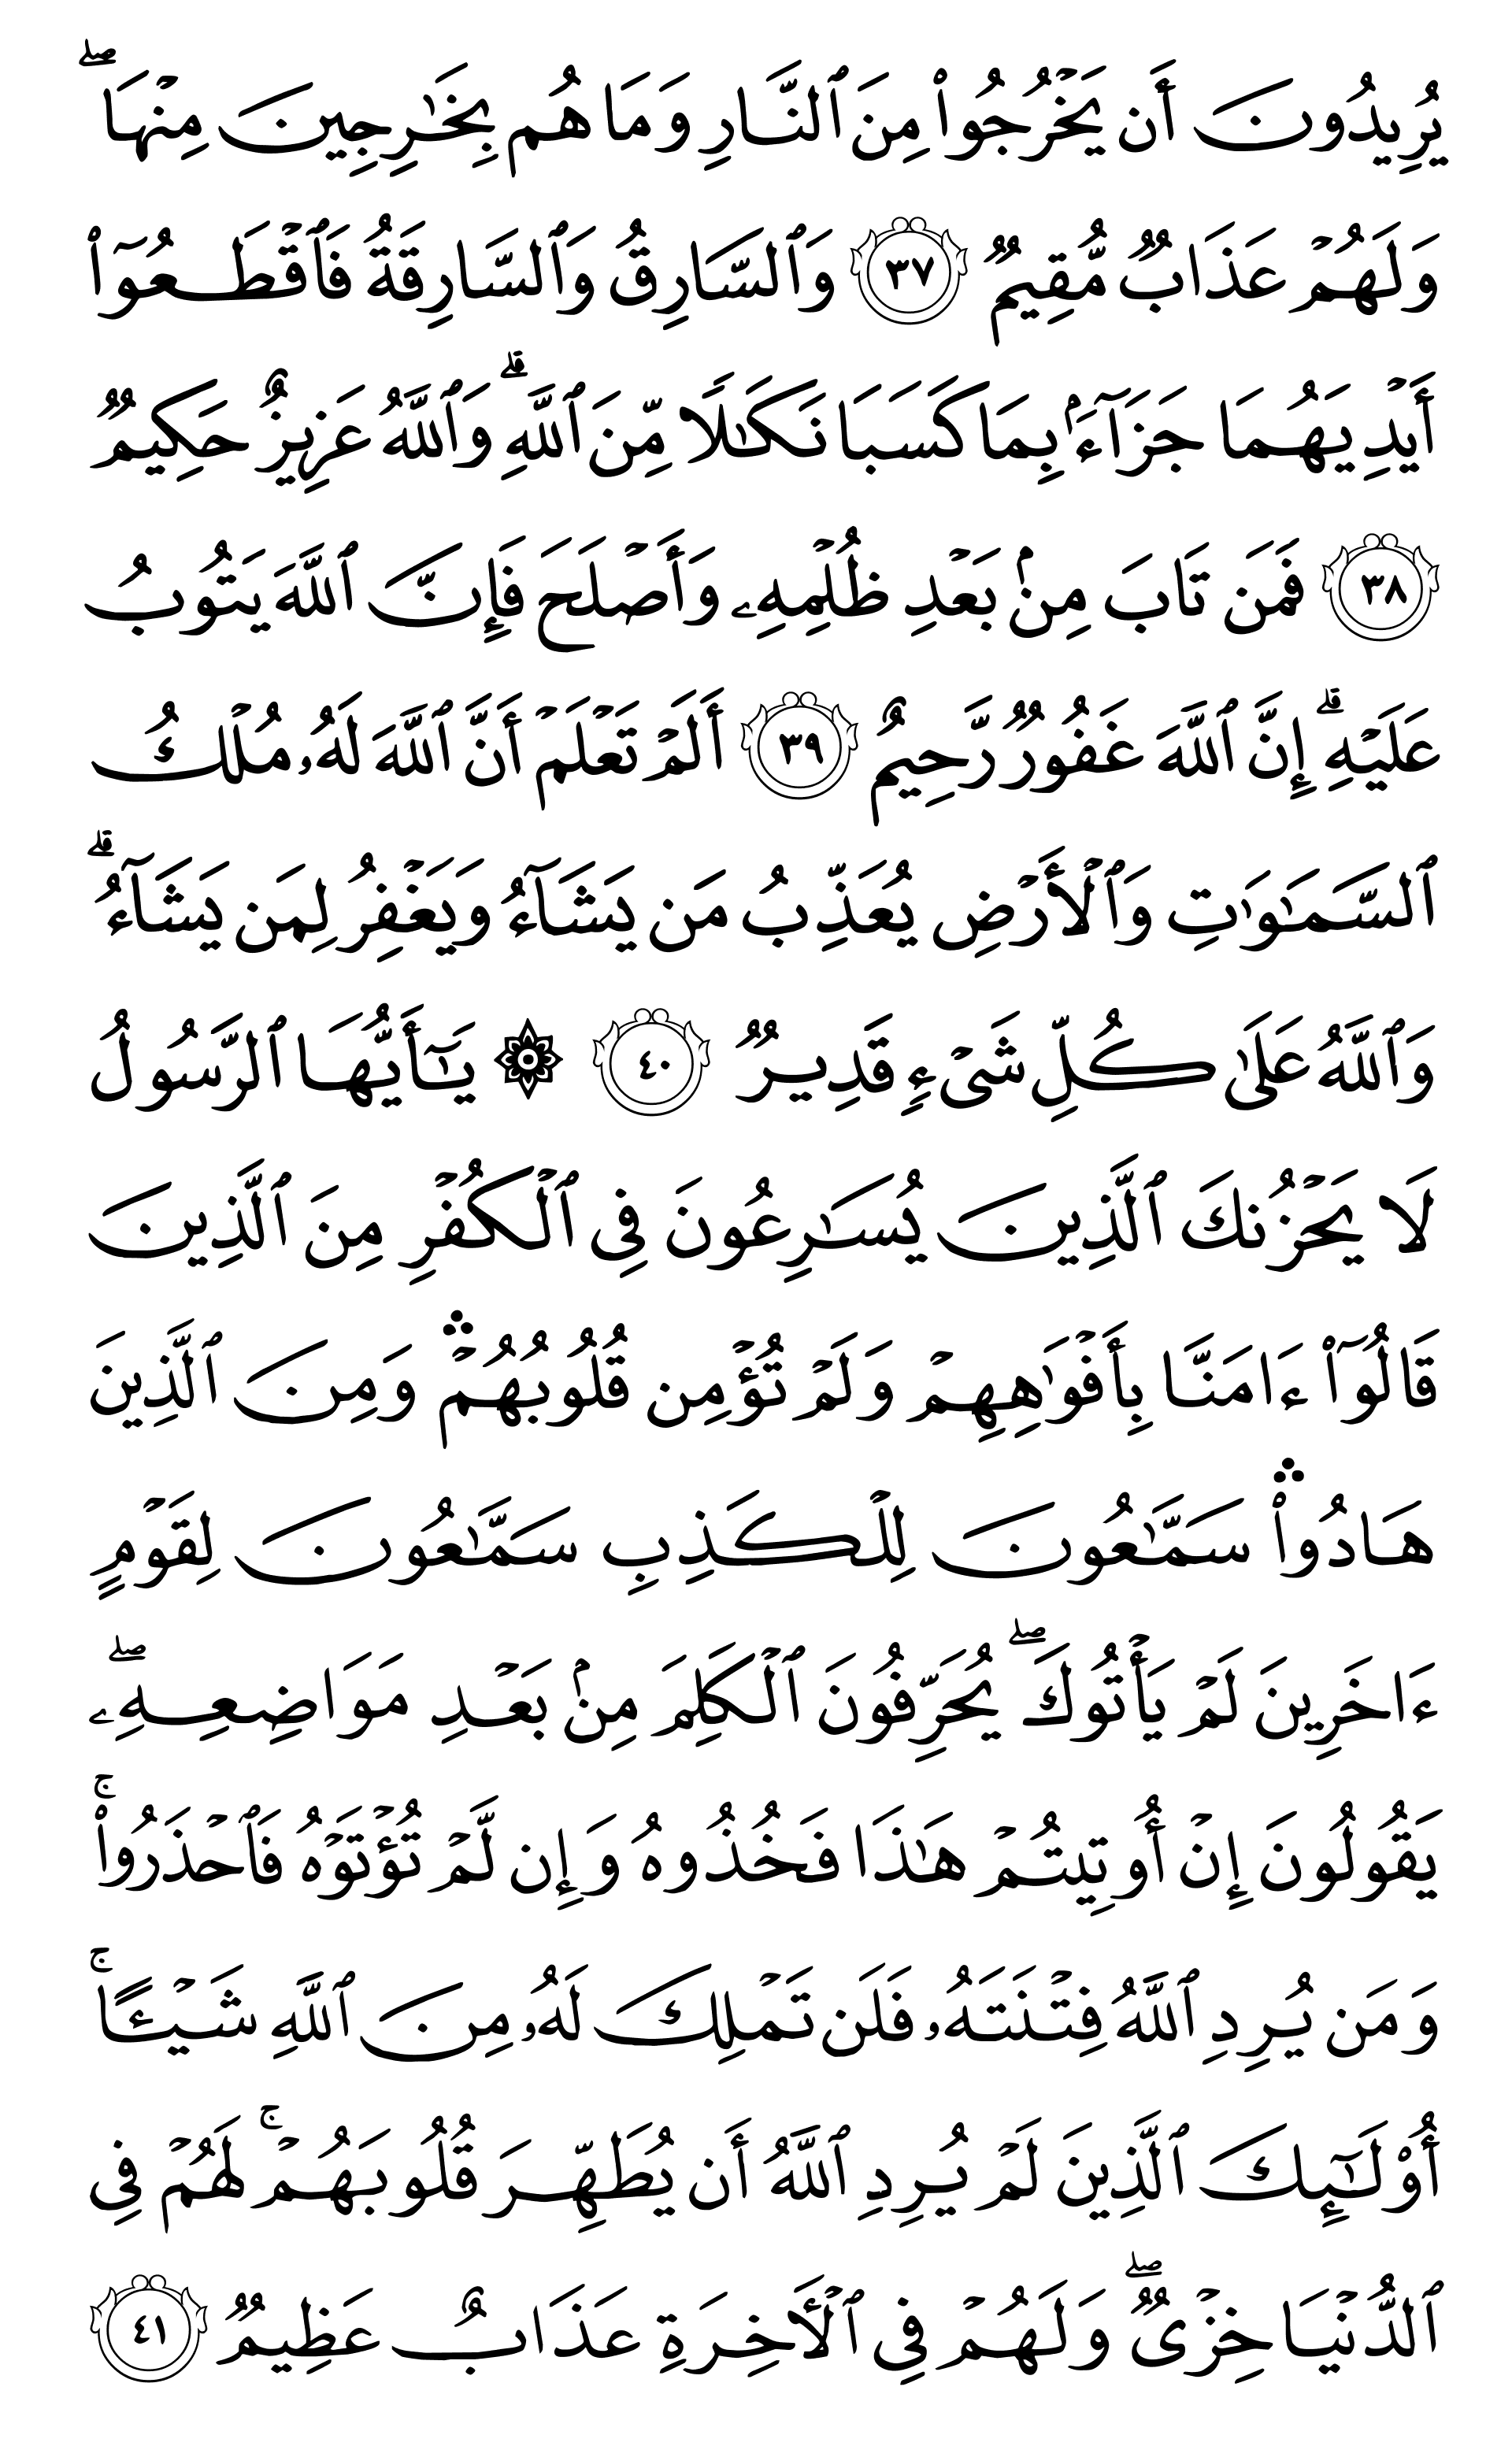 يُرِيدُونَ أَن يَخۡرُجُواْ مِنَ ٱلنَّارِ وَمَا هُم بِخَٰرِجِينَ مِنۡهَاۖ
وَلَهُمۡ عَذَابٞ مُّقِيمٞ ٣٧ وَٱلسَّارِقُ وَٱلسَّارِقَةُ فَٱقۡطَعُوٓاْ
أَيۡدِيَهُمَا جَزَآءَۢ بِمَا كَسَبَا نَكَٰلٗا مِّنَ ٱللَّهِۗ وَٱللَّهُ عَزِيزٌ حَكِيمٞ
٣٨ فَمَن تَابَ مِنۢ بَعۡدِ ظُلۡمِهِۦ وَأَصۡلَحَ فَإِنَّ ٱللَّهَ يَتُوبُ
عَلَيۡهِۗ إِنَّ ٱللَّهَ غَفُورٞ رَّحِيمٌ ٣٩ أَلَمۡ تَعۡلَمۡ أَنَّ ٱللَّهَ لَهُۥ مُلۡكُ
ٱلسَّمَٰوَٰتِ وَٱلۡأَرۡضِ يُعَذِّبُ مَن يَشَآءُ وَيَغۡفِرُ لِمَن يَشَآءُۗ
وَٱللَّهُ عَلَىٰ كُلِّ شَيۡءٖ قَدِيرٞ ٤٠ ۞ يَٰٓأَيُّهَا ٱلرَّسُولُ
لَا يَحۡزُنكَ ٱلَّذِينَ يُسَٰرِعُونَ فِي ٱلۡكُفۡرِ مِنَ ٱلَّذِينَ
قَالُوٓاْ ءَامَنَّا بِأَفۡوَٰهِهِمۡ وَلَمۡ تُؤۡمِن قُلُوبُهُمۡۛ وَمِنَ ٱلَّذِينَ
هَادُواْۛ سَمَّٰعُونَ لِلۡكَذِبِ سَمَّٰعُونَ لِقَوۡمٍ
ءَاخَرِينَ لَمۡ يَأۡتُوكَۖ يُحَرِّفُونَ ٱلۡكَلِمَ مِنۢ بَعۡدِ مَوَاضِعِهِۦۖ
يَقُولُونَ إِنۡ أُوتِيتُمۡ هَٰذَا فَخُذُوهُ وَإِن لَّمۡ تُؤۡتَوۡهُ فَٱحۡذَرُواْۚ
وَمَن يُرِدِ ٱللَّهُ فِتۡنَتَهُۥ فَلَن تَمۡلِكَ لَهُۥ مِنَ ٱللَّهِ شَيۡـًٔاۚ
أُوْلَٰٓئِكَ ٱلَّذِينَ لَمۡ يُرِدِ ٱللَّهُ أَن يُطَهِّرَ قُلُوبَهُمۡۚ لَهُمۡ فِي
ٱلدُّنۡيَا خِزۡيٞۖ وَلَهُمۡ فِي ٱلۡأٓخِرَةِ عَذَابٌ عَظِيمٞ ٤١